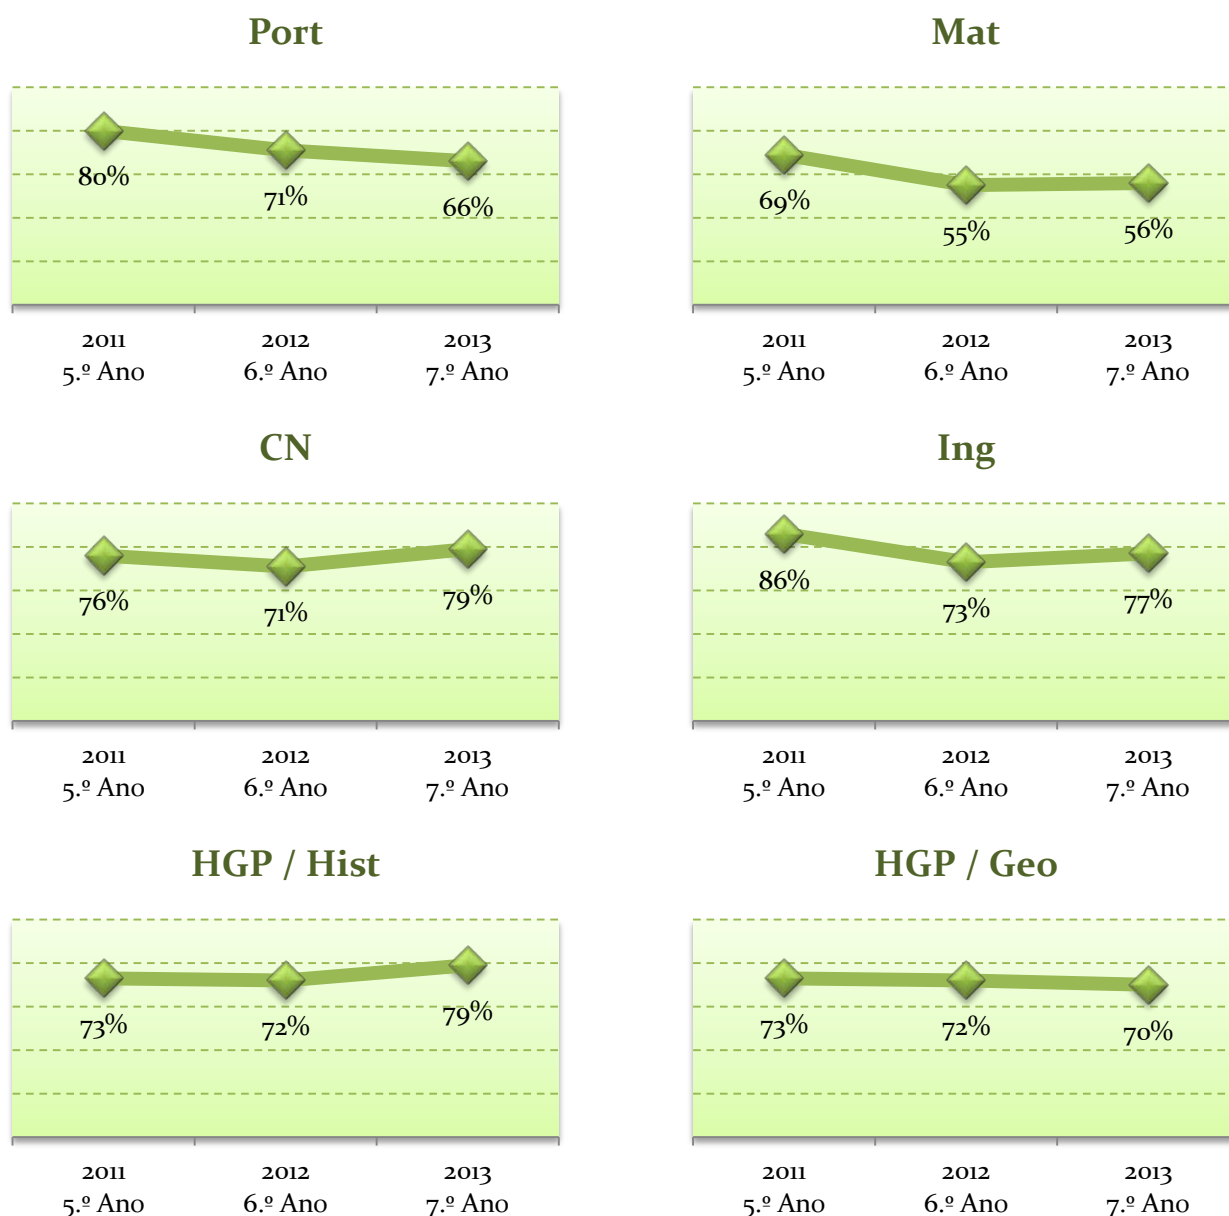 Port
80%
71%
66%
2011 2012 2013
5.º Ano 6.º Ano 7.º Ano
Mat
69%
55%
56%
2011 2012 2013
5.º Ano 6.º Ano 7.º Ano
CN
76%
71%
79%
2011 2012 2013
5.º Ano 6.º Ano 7.º Ano
Ing
86%
73%
77%
2011 2012 2013
5.º Ano 6.º Ano 7.º Ano
HGP / Hist
73%
72%
79%
2011 2012 2013
5.º Ano 6.º Ano 7.º Ano
HGP / Geo
73%
72%
70%
2011 2012 2013
5.º Ano 6.º Ano 7.º Ano